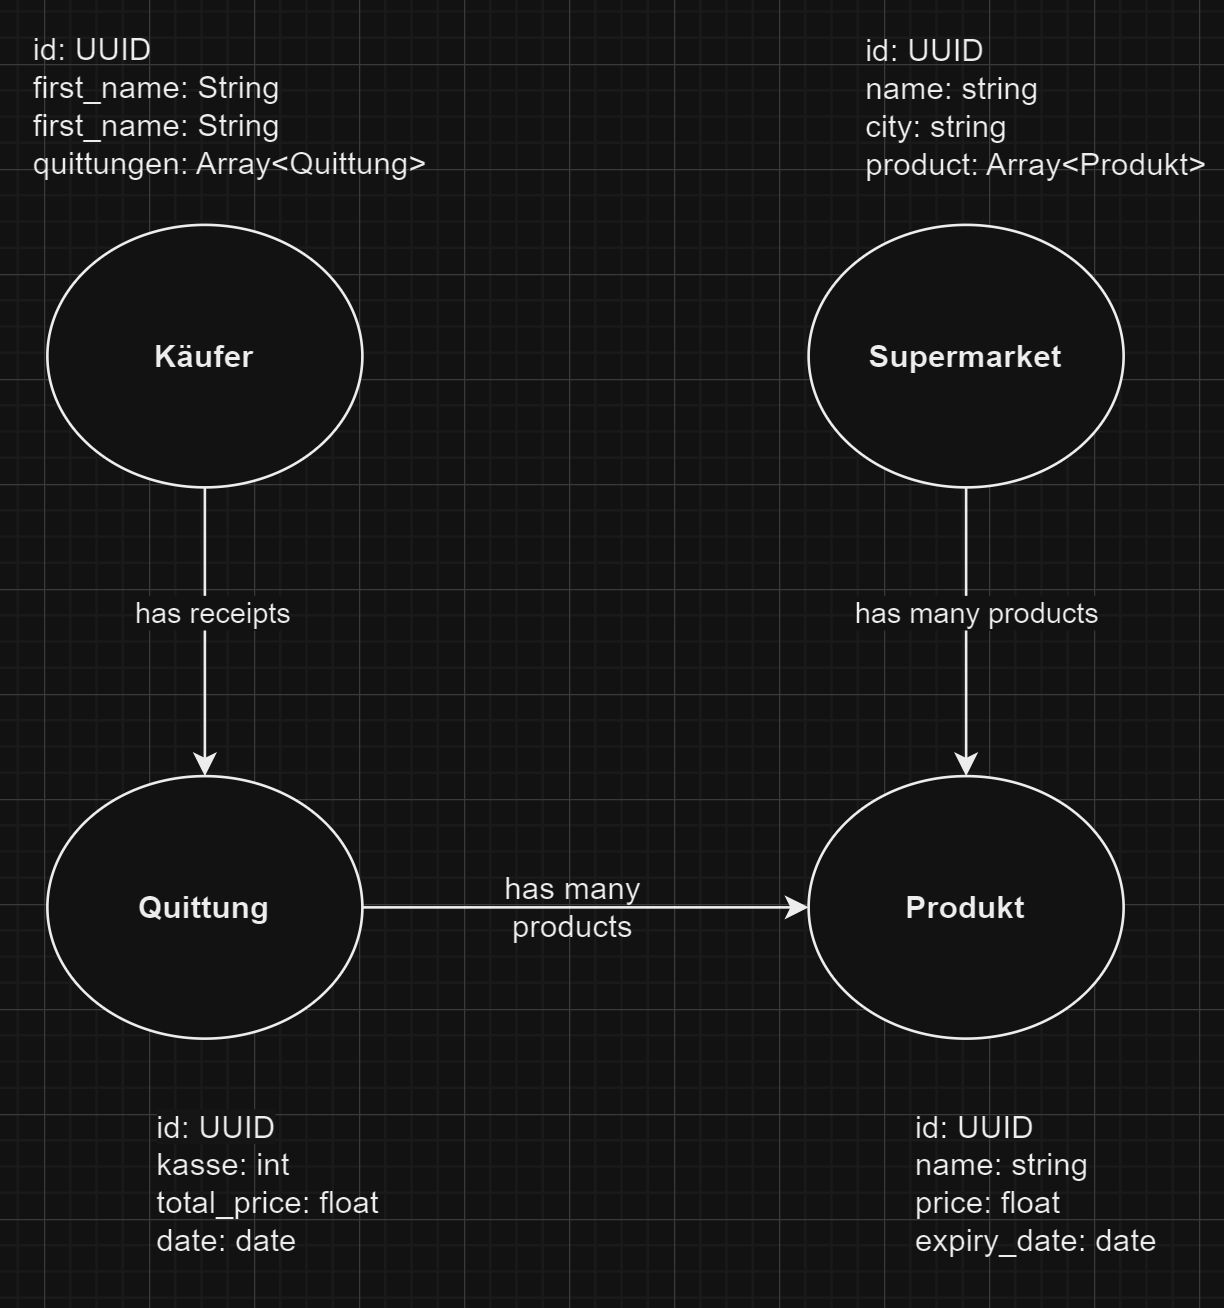 id: UUID
first_name: String
first_name: String
quittungen: Array<Quittung>
id: UUID
name: string
city: string
product: Array<Produkt>
Käufer
Supermarket
has receipts
has many products
Quittung
has many
products
Produkt
id: UUID
kasse: int
total_price: float
date: date
id: UUID
name: string
price: float
expiry_date: date